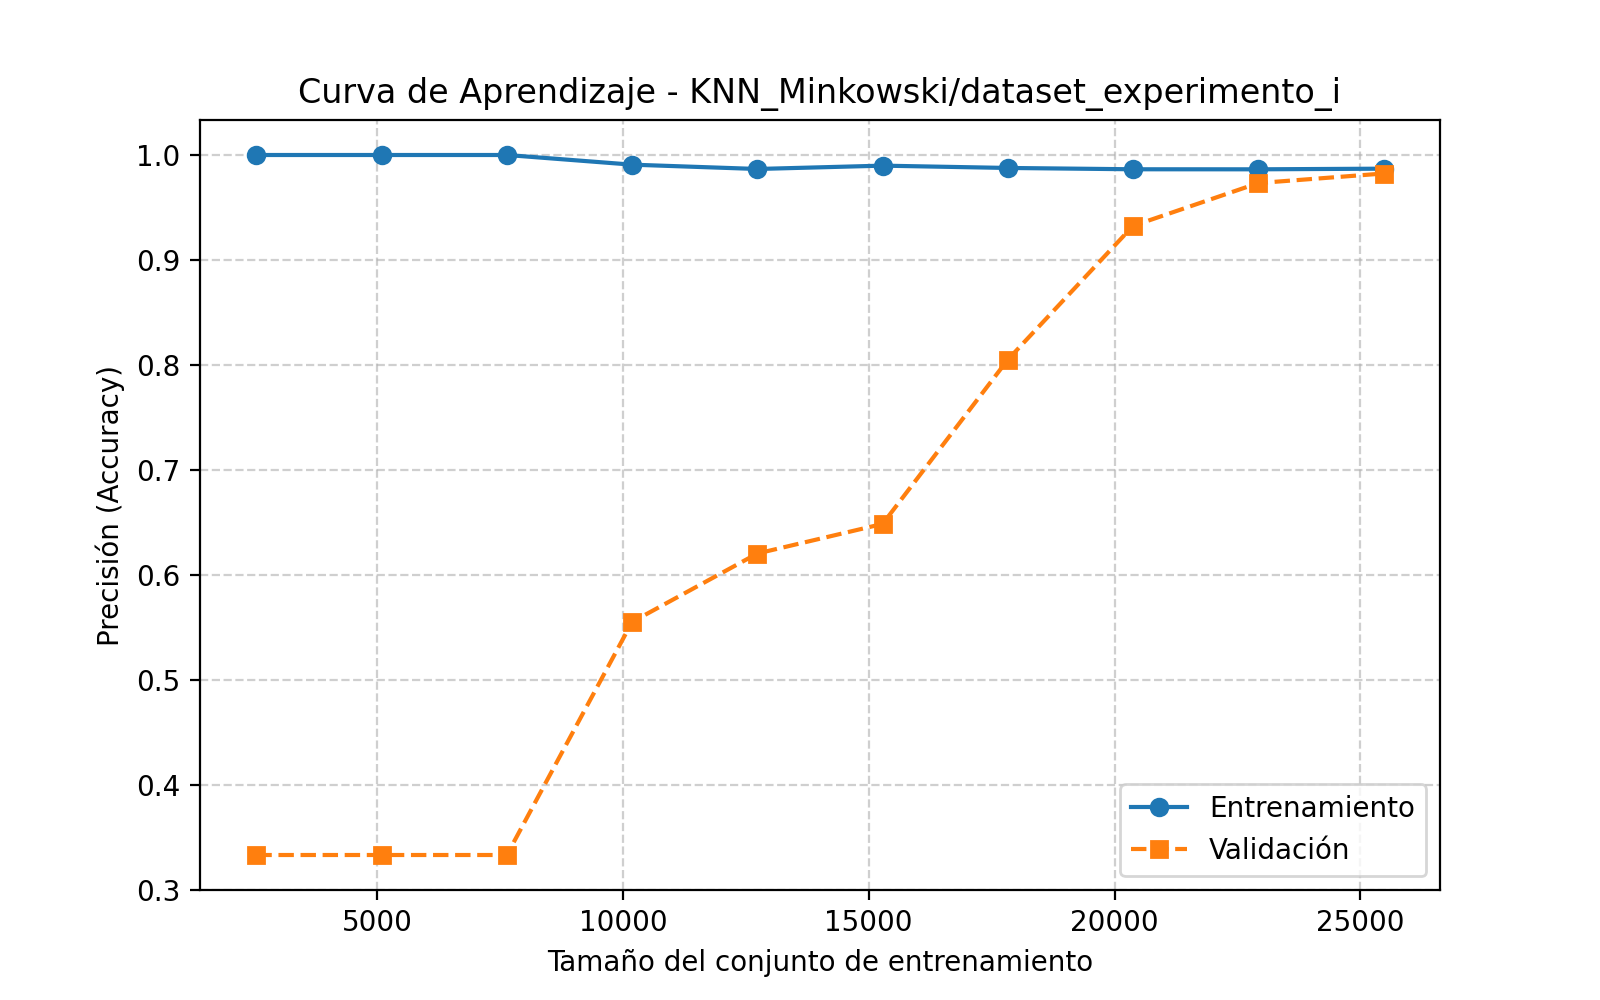 Curva de Aprendizaje - KNN_Minkowski/dataset_experimento_i
Precisión (Accuracy)
1.0
0.9
0.8
0.7
0.6
0.5
0.4
0.3
Entrenamiento
Validación
5000 10000 15000 20000 25000
Tamaño del conjunto de entrenamiento